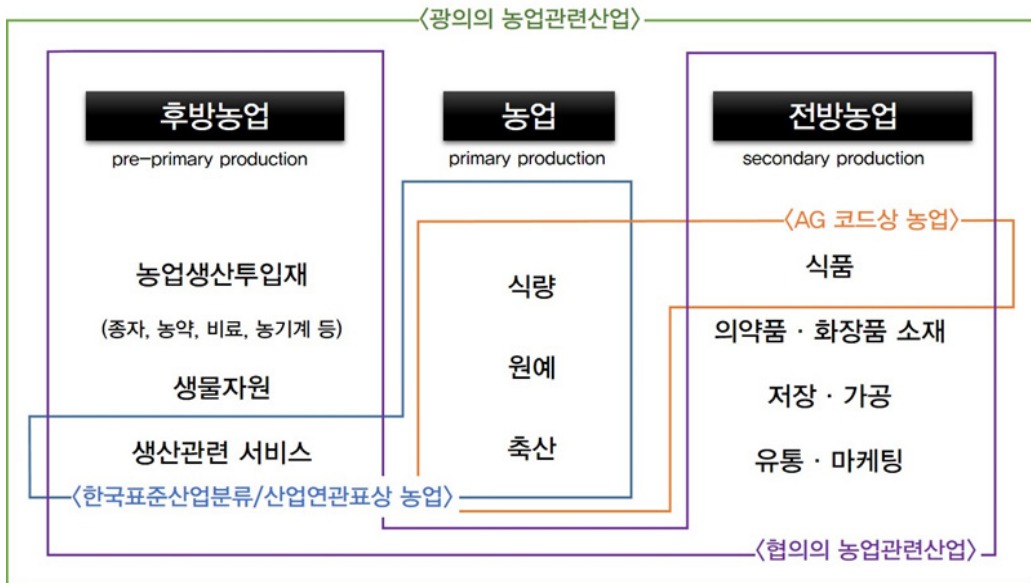 <광의의 농업관련산업>
후방농업
pre-primary production
농업생산투입재
(종자, 농약, 비료, 농기계 등)
생물자원
생산관련 서비스
농업
primary production
식량
원예
축산
전방농업
secondary production
<AG 코드상 농업>
식품
의약품 · 화장품 소재
저장 · 가공
유통 · 마케팅
<한국표준산업분류/산업연관표상 농업>
<협의의 농업관련산업>